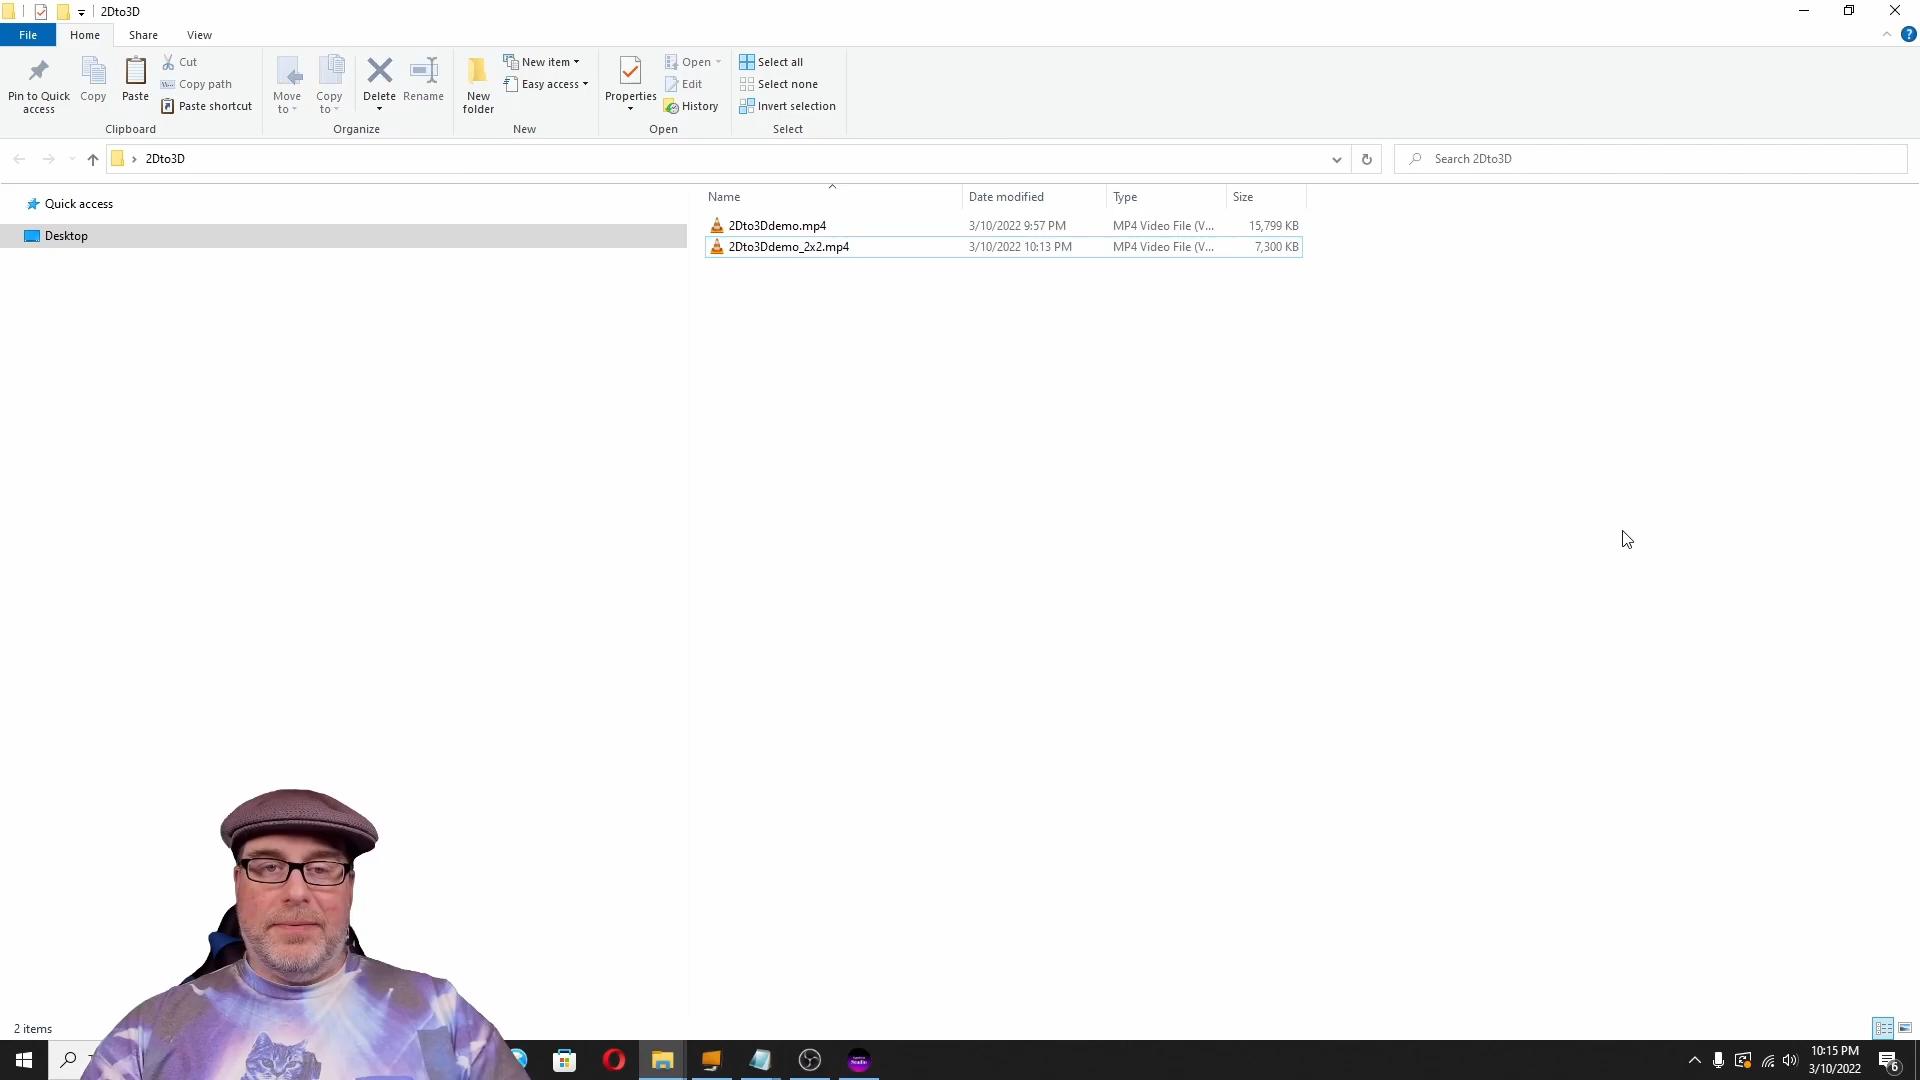 2Dto3D
File Home Share View
Pin to Quick access
Copy
Paste
Cut
Copy path
Paste shortcut
Clipboard
Move to
Copy to
Delete
Rename
Organize
New folder
New item
Easy access
New
Properties
Open
Edit
History
Open
Select all
Select none
Invert selection
Select
2Dto3D
Search 2Dto3D
Quick access
Desktop
Name Date modified Type Size
2Dto3Ddemo.mp4 3/10/2022 9:57 PM MP4 Video File (V... 15,799 KB
2Dto3Ddemo_2x2.mp4 3/10/2022 10:13 PM MP4 Video File (V... 7,300 KB
2 items
10:15 PM
3/10/2022
6